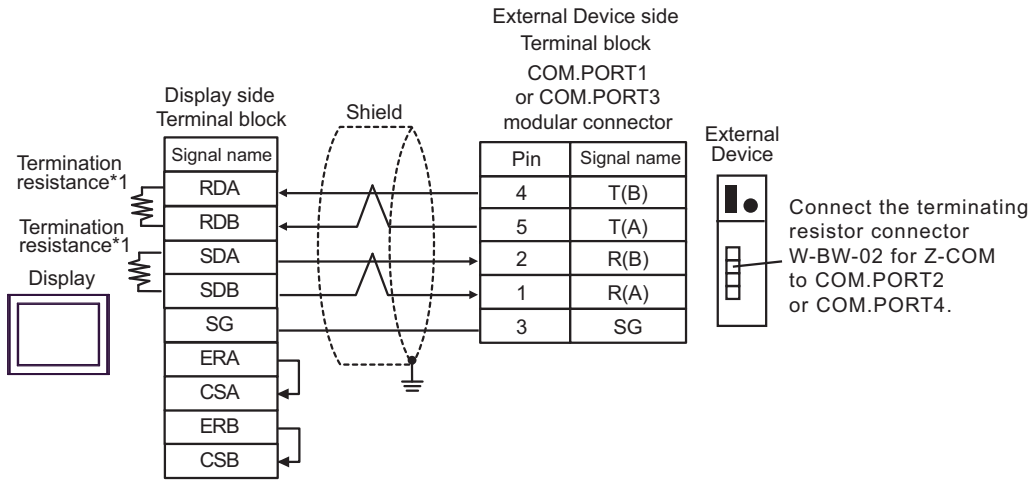 External Device side
Terminal block
COM.PORT1
or COM.PORT3
modular connector
Display side
Terminal block
Shield
External
Device
Signal name
Pin
Signal name
Termination
resistance*1
Termination
resistance*1
Display
RDA
RDB
SDA
SDB
SG
ERA
CSA
ERB
CSB
4
T(B)
5
T(A)
2
R(B)
1
R(A)
3
SG
Connect the terminating
resistor connector
W-BW-02 for Z-COM
to COM.PORT2
or COM.PORT4.